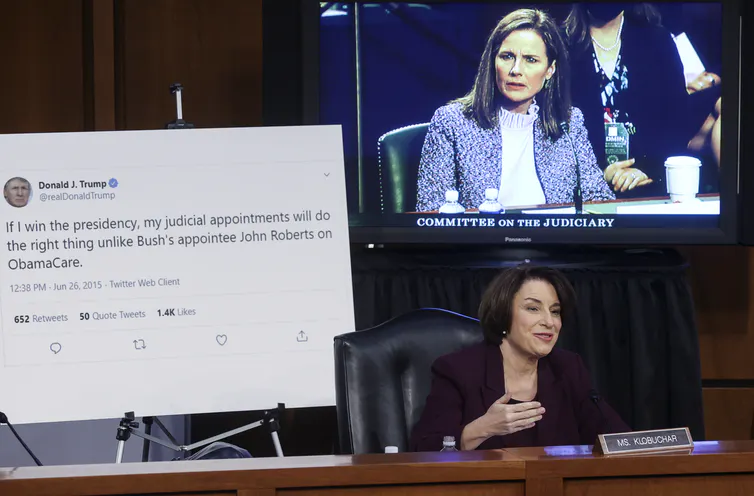 Donald J. Trump
@realDonaldTrump
If I win the presidency, my judicial appointments will do
the right thing unlike Bush's appointee John Roberts on
ObamaCare.
12:38 PM - Jun 26, 2015 · Twitter Web Client
652 Retweets 50 Quote Tweets 1.4K Likes
COMMITTEE ON THE JUDICIARY
Panasonic
MS. KLOBUCHAR